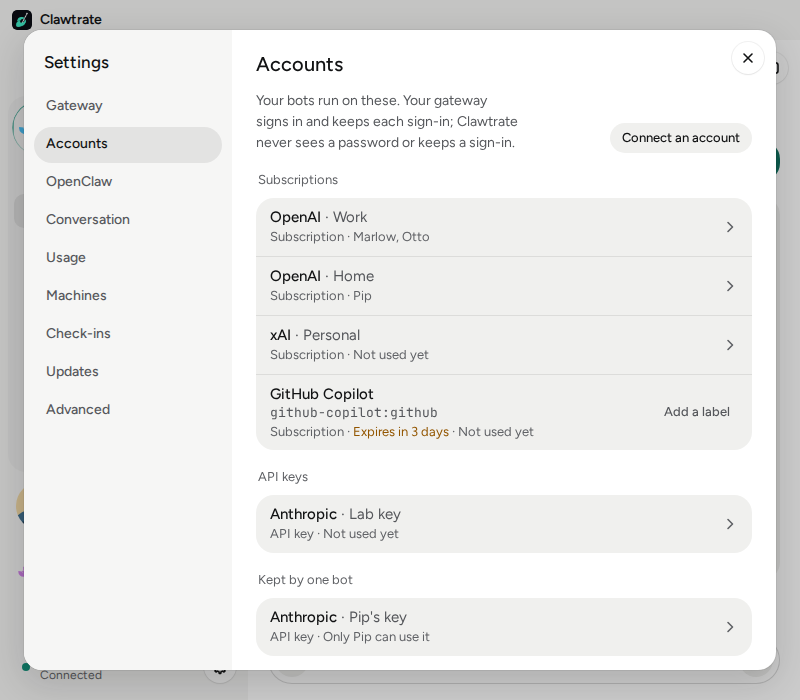 Clawtrate
Settings
Gateway
Accounts
OpenClaw
Conversation
Usage
Machines
Check-ins
Updates
Advanced
Connected
Accounts
Your bots run on these. Your gateway
signs in and keeps each sign-in; Clawtrate
never sees a password or keeps a sign-in.
Connect an account
Subscriptions
OpenAI · Work
Subscription · Marlow, Otto
OpenAI · Home
Subscription · Pip
xAI · Personal
Subscription · Not used yet
GitHub Copilot
github-copilot:github
Subscription · Expires in 3 days · Not used yet
Add a label
API keys
Anthropic · Lab key
API key · Not used yet
Kept by one bot
Anthropic · Pip's key
API key · Only Pip can use it